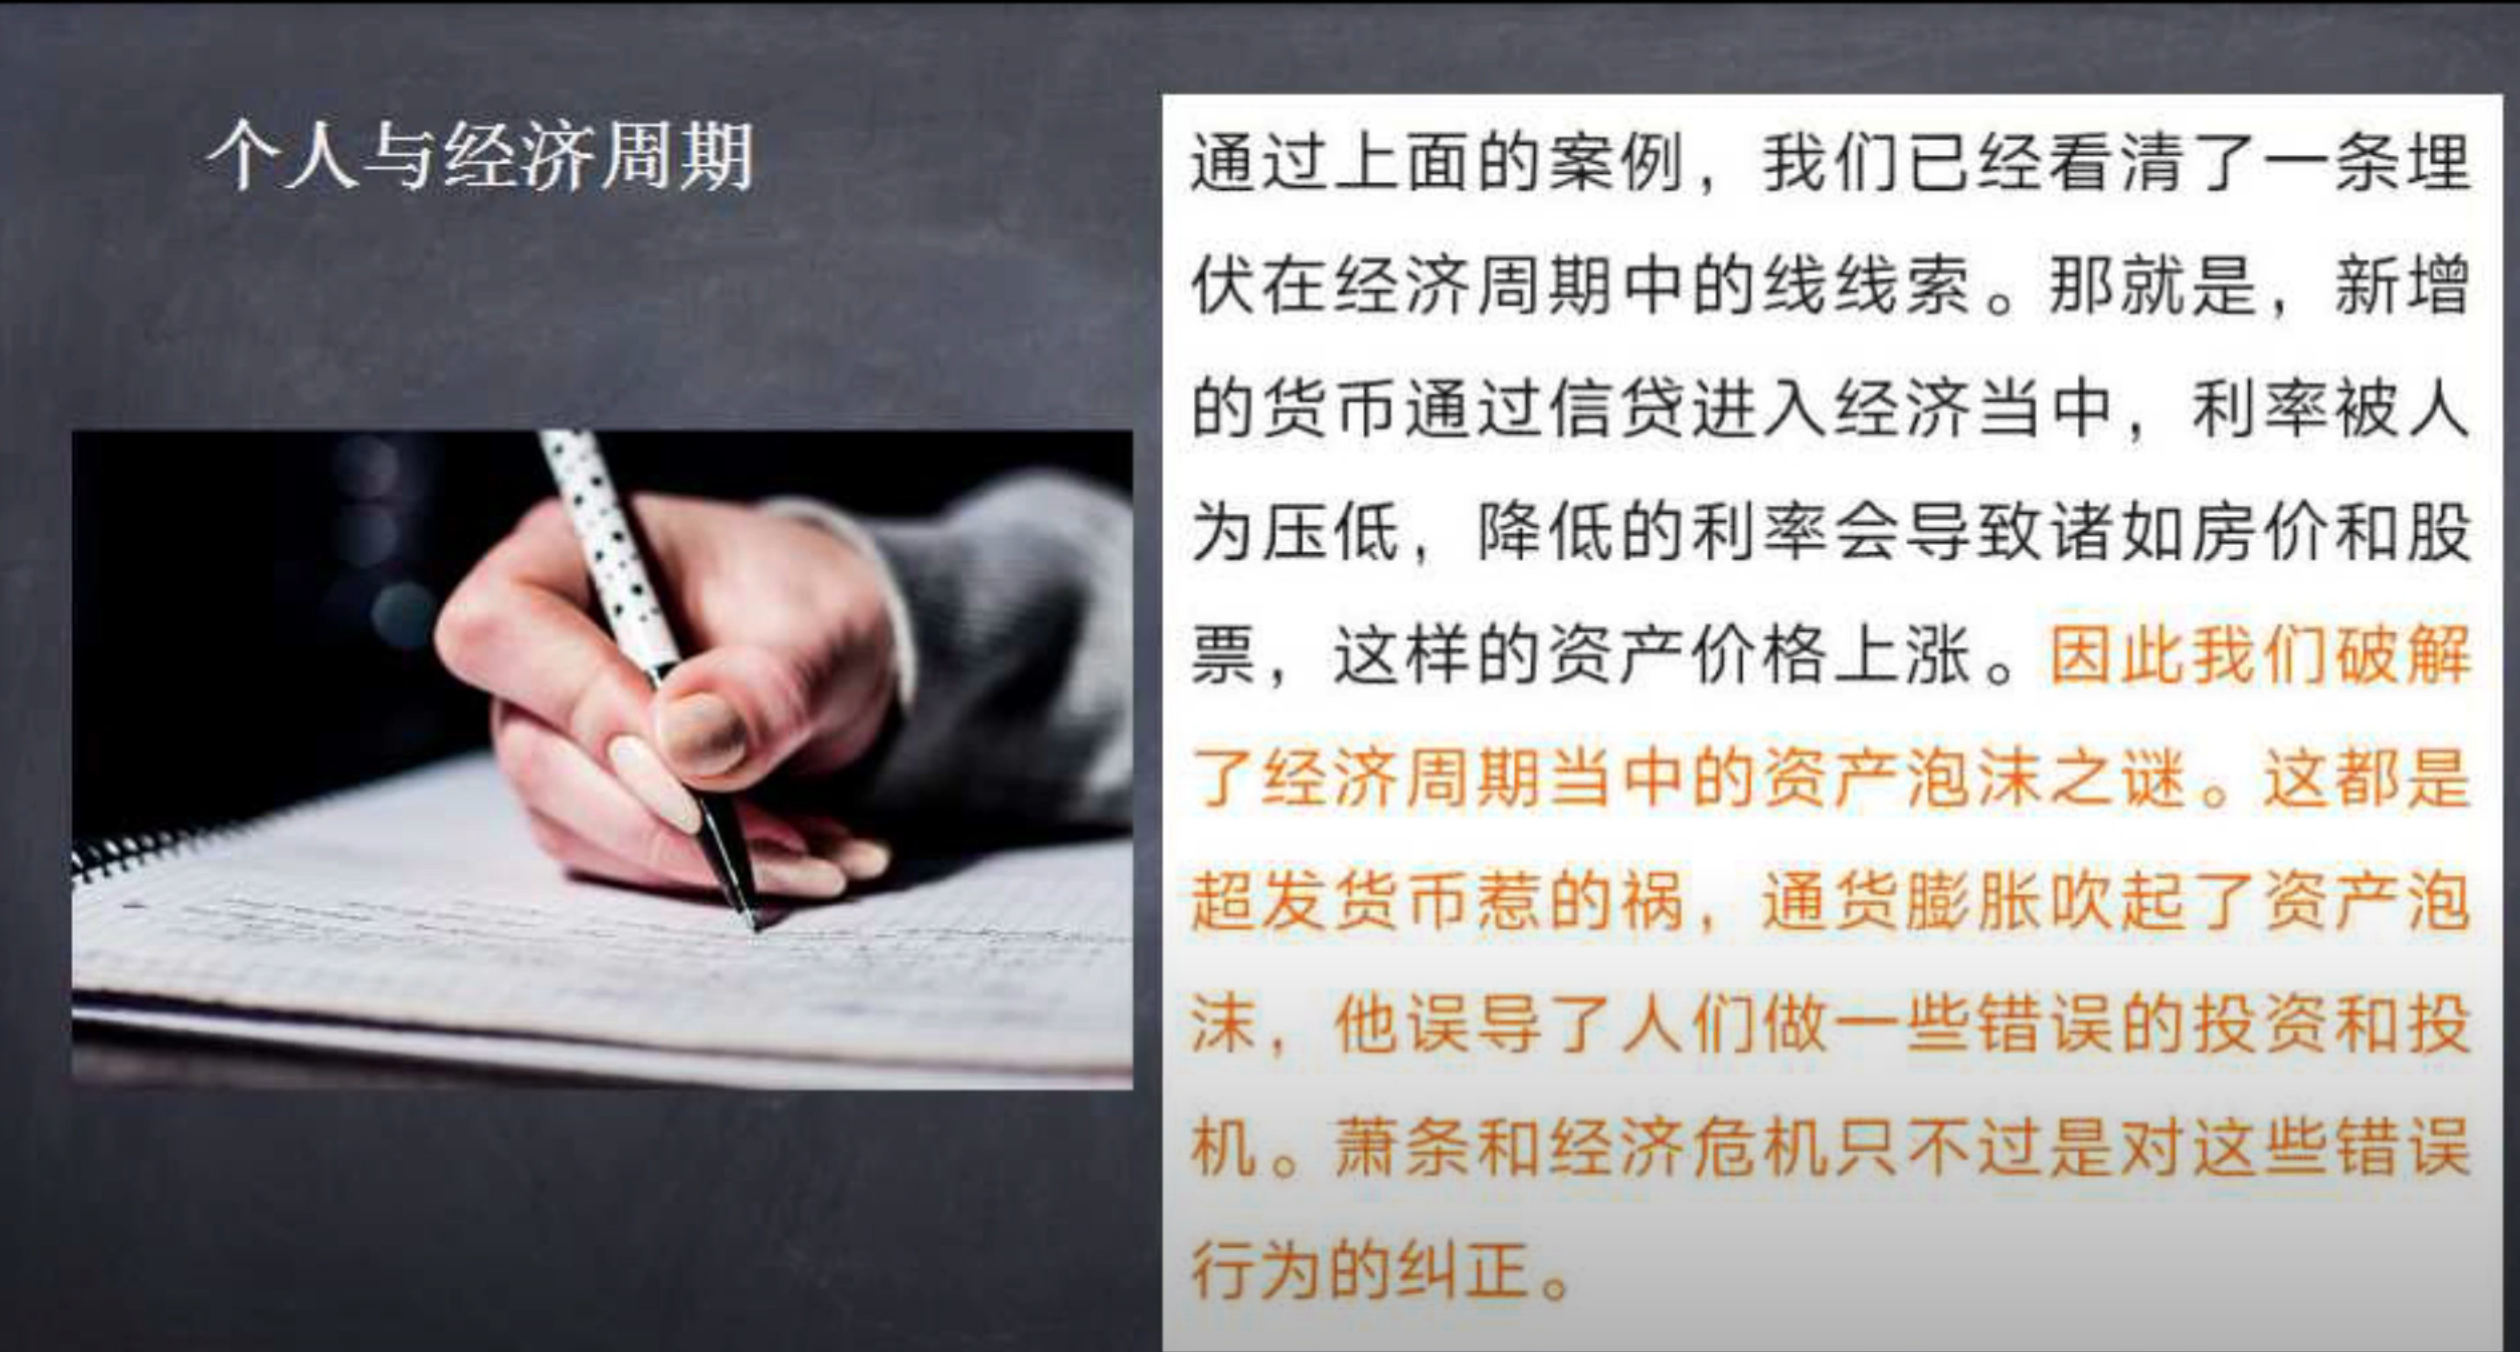 个人与经济周期
通过上面的案例，我们已经看清了一条埋
伏在经济周期中的线线索。那就是，新增
的货币通过信贷进入经济当中，利率被人
为压低，降低的利率会导致诸如房价和股
票，这样的资产价格上涨。因此我们破解
了经济周期当中的资产泡沫之谜。这都是
超发货币惹的祸，通货膨胀吹起了资产泡
沫，他误导了人们做一些错误的投资和投
机。萧条和经济危机只不过是对这些错误
行为的纠正。